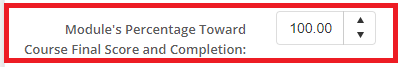 Module's Percentage Toward 100.00
Course Final Score and Completion: